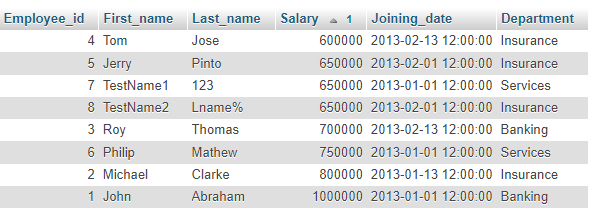 Employee_id First_name Last_name Salary 1 Joining_date Department
4 Tom Jose 600000 2013-02-13 12:00:00 Insurance
5 Jerry Pinto 650000 2013-02-01 12:00:00 Insurance
7 TestName1 123 650000 2013-01-01 12:00:00 Services
8 TestName2 Lname% 650000 2013-02-01 12:00:00 Insurance
3 Roy Thomas 700000 2013-02-13 12:00:00 Banking
6 Philip Mathew 750000 2013-01-01 12:00:00 Services
2 Michael Clarke 800000 2013-01-13 12:00:00 Insurance
1 John Abraham 1000000 2013-01-01 12:00:00 Banking